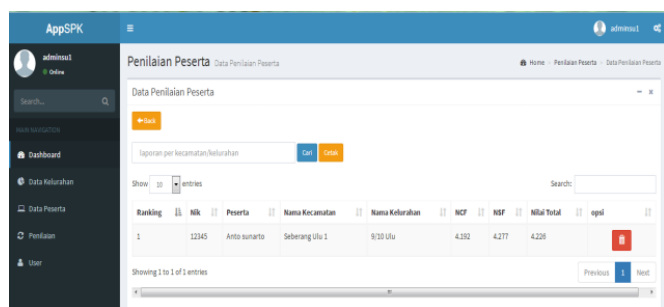 AppSPK
adminsu1
adminsu1
Online
Penilaian Peserta Data Penilaian Peserta
Home > Penilaian Peserta > Data Penilaian Peserta
Search...
MAIN NAVIGATION
Dashboard
Data Kelurahan
Data Peserta
Penilaian
User
Data Penilaian Peserta
Back
laporan per kecamatan/kelurahan Cari Cetak
Show 10 entries Search:
Ranking Nik Peserta Nama Kecamatan Nama Kelurahan NCF NSF Nilai Total opsi
1 12345 Anto sunarto Seberang Ulu 1 9/10 Ulu 4.192 4.277 4.226
Showing 1 to 1 of 1 entries
Previous 1 Next